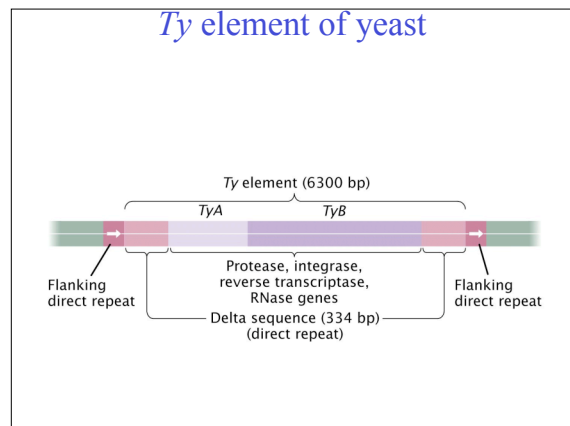 Ty element of yeast
Ty element (6300 bp)
TyA
TyB
Flanking
direct repeat
Protease, integrase,
reverse transcriptase,
RNase genes
Flanking
direct repeat
Delta sequence (334 bp)
(direct repeat)